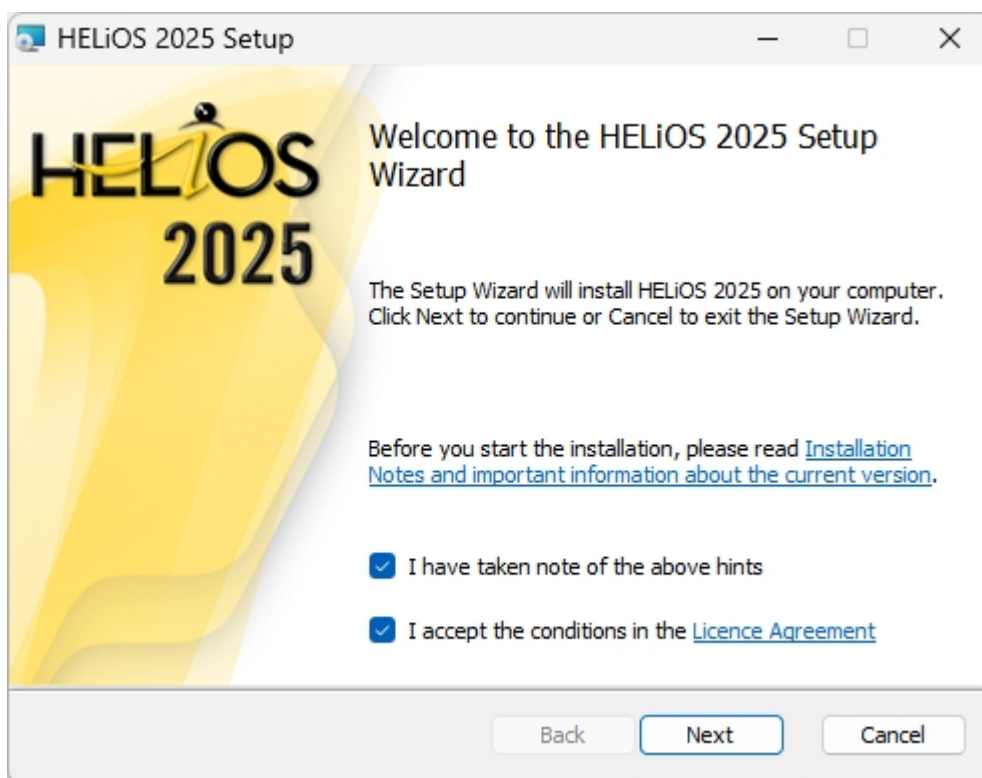 HELiOS 2025 Setup
HELiOS
2025
Welcome to the HELiOS 2025 Setup
Wizard
The Setup Wizard will install HELiOS 2025 on your computer.
Click Next to continue or Cancel to exit the Setup Wizard.
Before you start the installation, please read Installation
Notes and important information about the current version.
I have taken note of the above hints
I accept the conditions in the Licence Agreement
Back Next Cancel